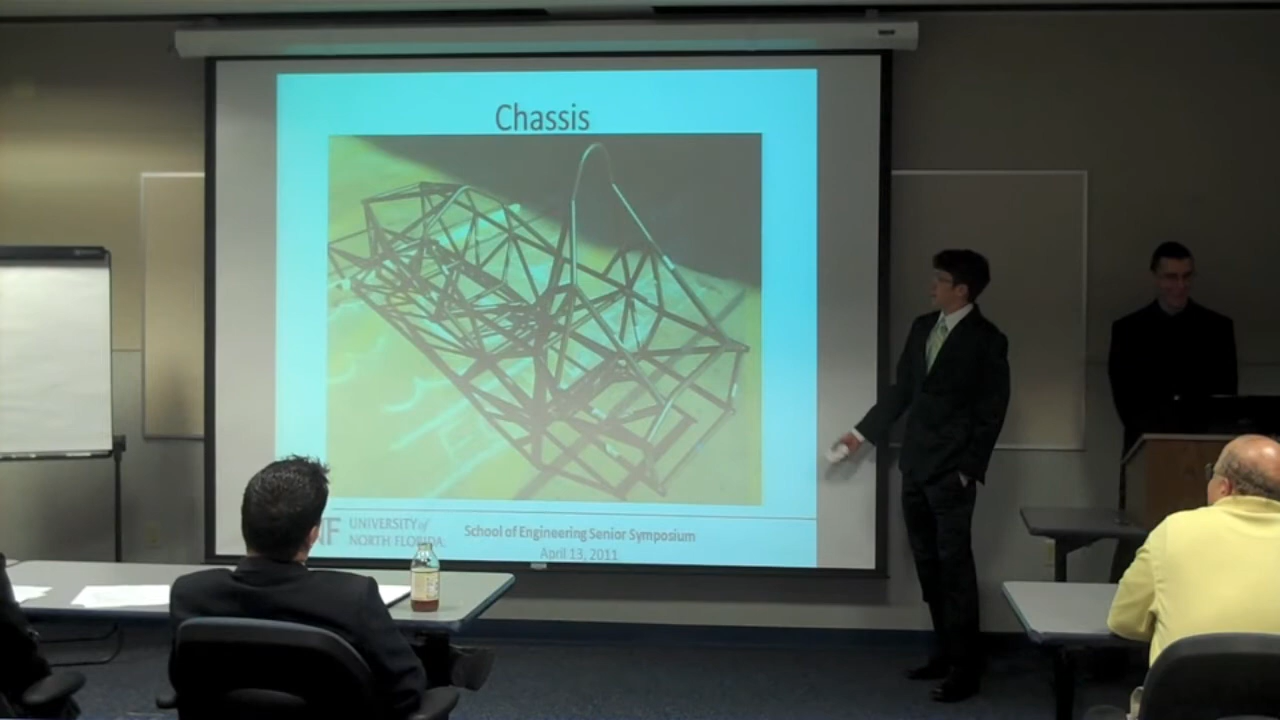 Chassis
UNIVERSITY of
NORTH FLORIDA.
School of Engineering Senior Symposium
April 13, 2011